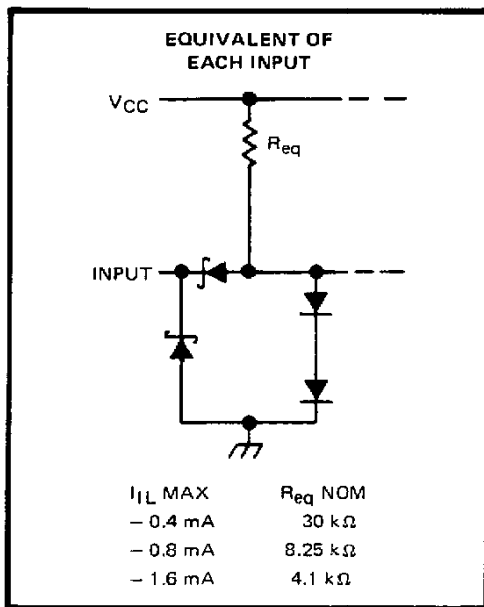 EQUIVALENT OF
EACH INPUT
VCC
Req
INPUT
IIL MAX Req NOM
– 0.4 mA 30 kΩ
– 0.8 mA 8.25 kΩ
– 1.6 mA 4.1 kΩ